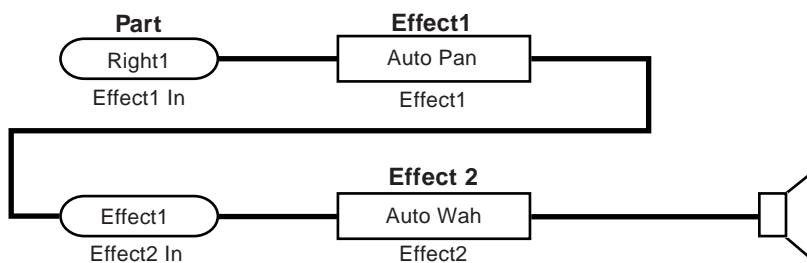 Part Effect1
Right1 Auto Pan
Effect1 In Effect1
Effect 2
Effect1 Auto Wah
Effect2 In Effect2